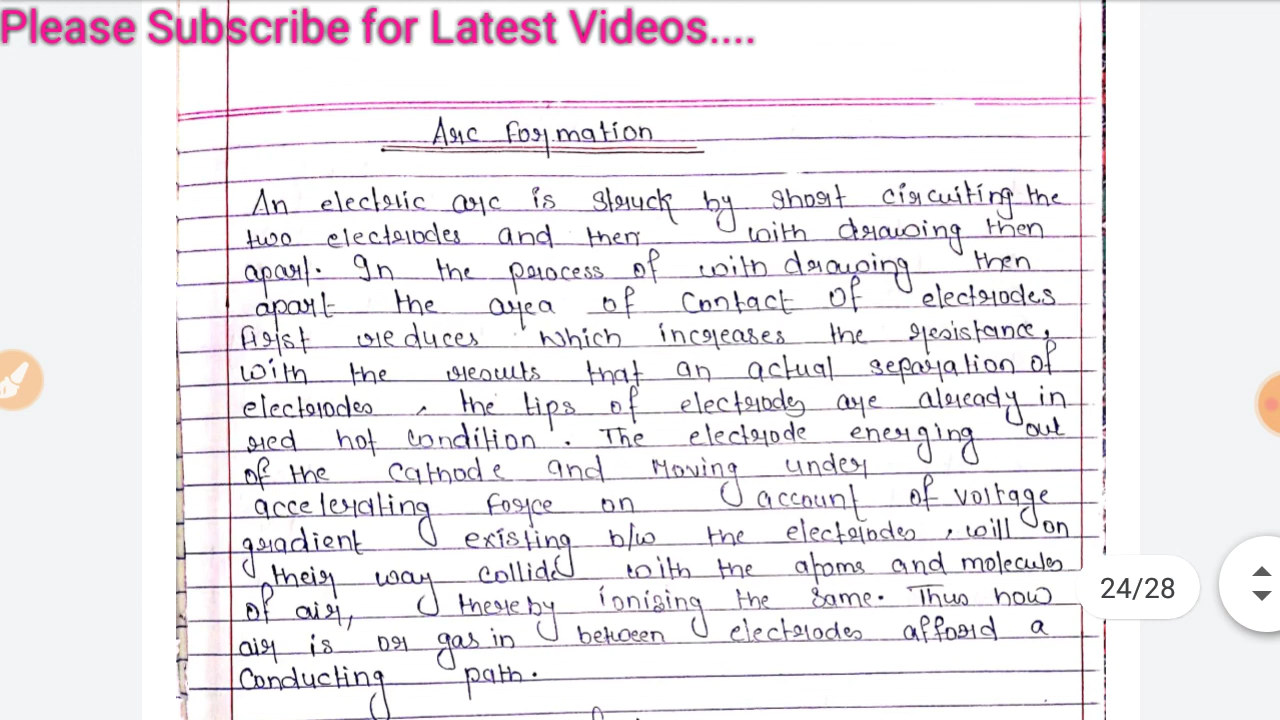 Please Subscribe for Latest Videos....
Arc Formation
An electric arc is struck by short circuiting the
two electrodes and then with drawing then
apart. In the process of with drawing then
apart the area of contact of electrodes
first reduces which increases the resistance,
with the results that an actual separation of
electrodes, the tips of electrodes are already in
red hot condition. The electrode energing out
of the cathode and Moving under
accelerating force on account of voltage
gradient existing b/w the electrodes, will on
their way collide with the atoms and molecules
of air, thereby ionising the same. Thus now
air is or gas in between electrodes afford a
Conducting path.
24/28